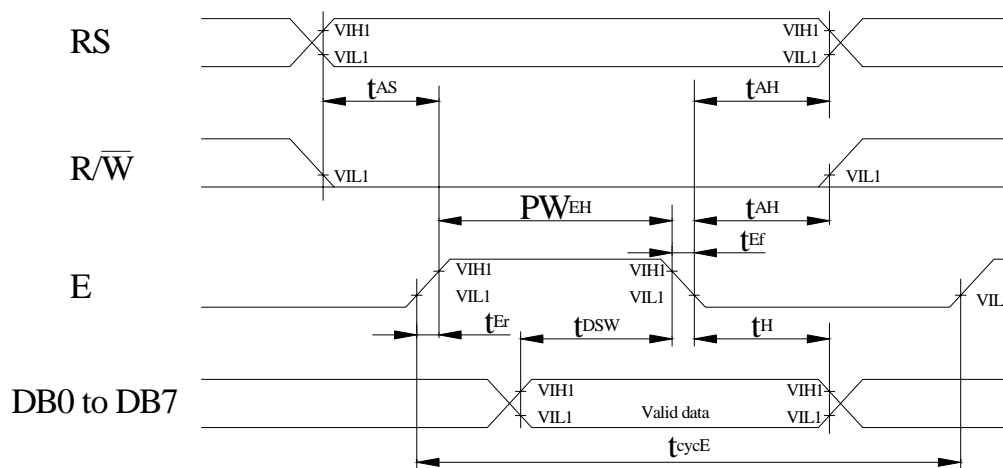 RS
VIH1 VIH1
VIL1 VIL1
tAS tAH
R/W̅
VIL1 VIL1
PWEH tAH
tEf
E
VIH1 VIH1
VIL1 VIL1 VIL
tEr tDSW tH
DB0 to DB7
VIH1 VIH1
VIL1 Valid data VIL1
tcycE